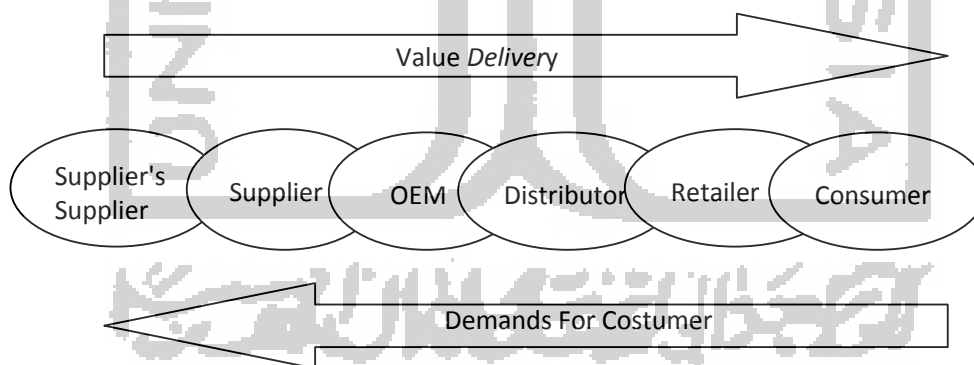 Value Delivery
Supplier's
Supplier
Supplier
OEM
Distributor
Retailer
Consumer
Demands For Costumer